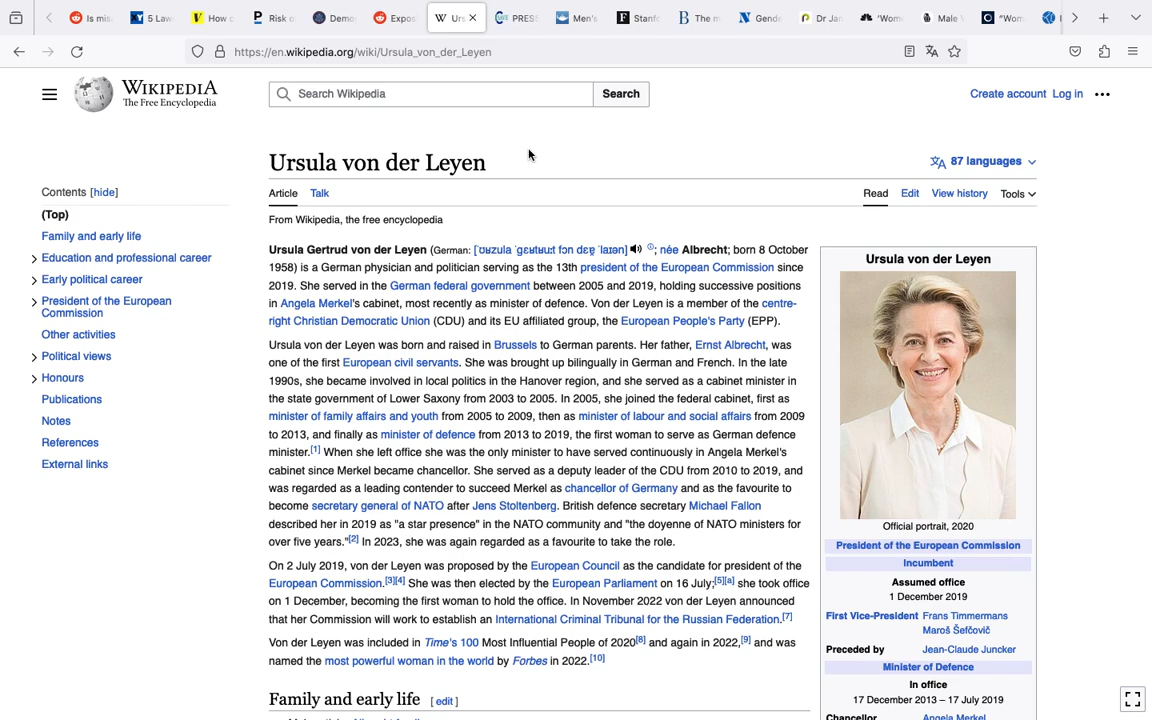 Is mis
5 Law
How c
Risk o
Demo
Expos
Urs
PRES
Men's
Stanf
The m
Gende
Dr Jar
'Wome
Male
"Wom
https://en.wikipedia.org/wiki/Ursula_von_der_Leyen
WIKIPEDIA
The Free Encyclopedia
Search Wikipedia
Search
Create account Log in
Ursula von der Leyen
87 languages
Article Talk
Read Edit View history Tools
From Wikipedia, the free encyclopedia
Contents [hide]
(Top)
Family and early life
Education and professional career
Early political career
President of the European
Commission
Other activities
Political views
Honours
Publications
Notes
References
External links
Ursula Gertrud von der Leyen (German: [ˈʊʁzula ˈɡɛʁtʁuːt fɔn deːɐ̯ ˈlaɪən] ⓘ; née Albrecht; born 8 October
1958) is a German physician and politician serving as the 13th president of the European Commission since
2019. She served in the German federal government between 2005 and 2019, holding successive positions
in Angela Merkel's cabinet, most recently as minister of defence. Von der Leyen is a member of the centre-
right Christian Democratic Union (CDU) and its EU affiliated group, the European People's Party (EPP).
Ursula von der Leyen was born and raised in Brussels to German parents. Her father, Ernst Albrecht, was
one of the first European civil servants. She was brought up bilingually in German and French. In the late
1990s, she became involved in local politics in the Hanover region, and she served as a cabinet minister in
the state government of Lower Saxony from 2003 to 2005. In 2005, she joined the federal cabinet, first as
minister of family affairs and youth from 2005 to 2009, then as minister of labour and social affairs from 2009
to 2013, and finally as minister of defence from 2013 to 2019, the first woman to serve as German defence
minister.[1] When she left office she was the only minister to have served continuously in Angela Merkel's
cabinet since Merkel became chancellor. She served as a deputy leader of the CDU from 2010 to 2019, and
was regarded as a leading contender to succeed Merkel as chancellor of Germany and as the favourite to
become secretary general of NATO after Jens Stoltenberg. British defence secretary Michael Fallon
described her in 2019 as "a star presence" in the NATO community and "the doyenne of NATO ministers for
over five years."[2] In 2023, she was again regarded as a favourite to take the role.
On 2 July 2019, von der Leyen was proposed by the European Council as the candidate for president of the
European Commission.[3][4] She was then elected by the European Parliament on 16 July;[5][a] she took office
on 1 December, becoming the first woman to hold the office. In November 2022 von der Leyen announced
that her Commission will work to establish an International Criminal Tribunal for the Russian Federation.[7]
Von der Leyen was included in Time's 100 Most Influential People of 2020[8] and again in 2022,[9] and was
named the most powerful woman in the world by Forbes in 2022.[10]
Family and early life [ edit ]
Ursula von der Leyen
Official portrait, 2020
President of the European Commission
Incumbent
Assumed office
1 December 2019
First Vice-President Frans Timmermans
Maroš Šefčovič
Preceded by Jean-Claude Juncker
Minister of Defence
In office
17 December 2013 – 17 July 2019
Chancellor Angela Merkel